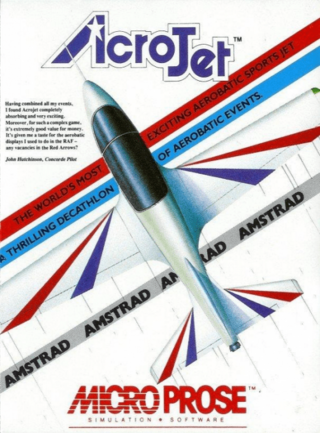 AcroJet™
Having combined all my events,
I found Acrojet completely
absorbing and very exciting.
Moreover, for such a complex game,
it's extremely good value for money.
It's given me a taste for the aerobatic
displays I used to do in the RAF -
any vacancies in the Red Arrows?
John Hutchinson, Concorde Pilot
THE WORLD'S MOST EXCITING AEROBATIC SPORTS JET
A THRILLING DECATHLON OF AEROBATIC EVENTS
AMSTRAD AMSTRAD AMSTRAD AMSTRAD
MICRO PROSE™
SIMULATION • SOFTWARE